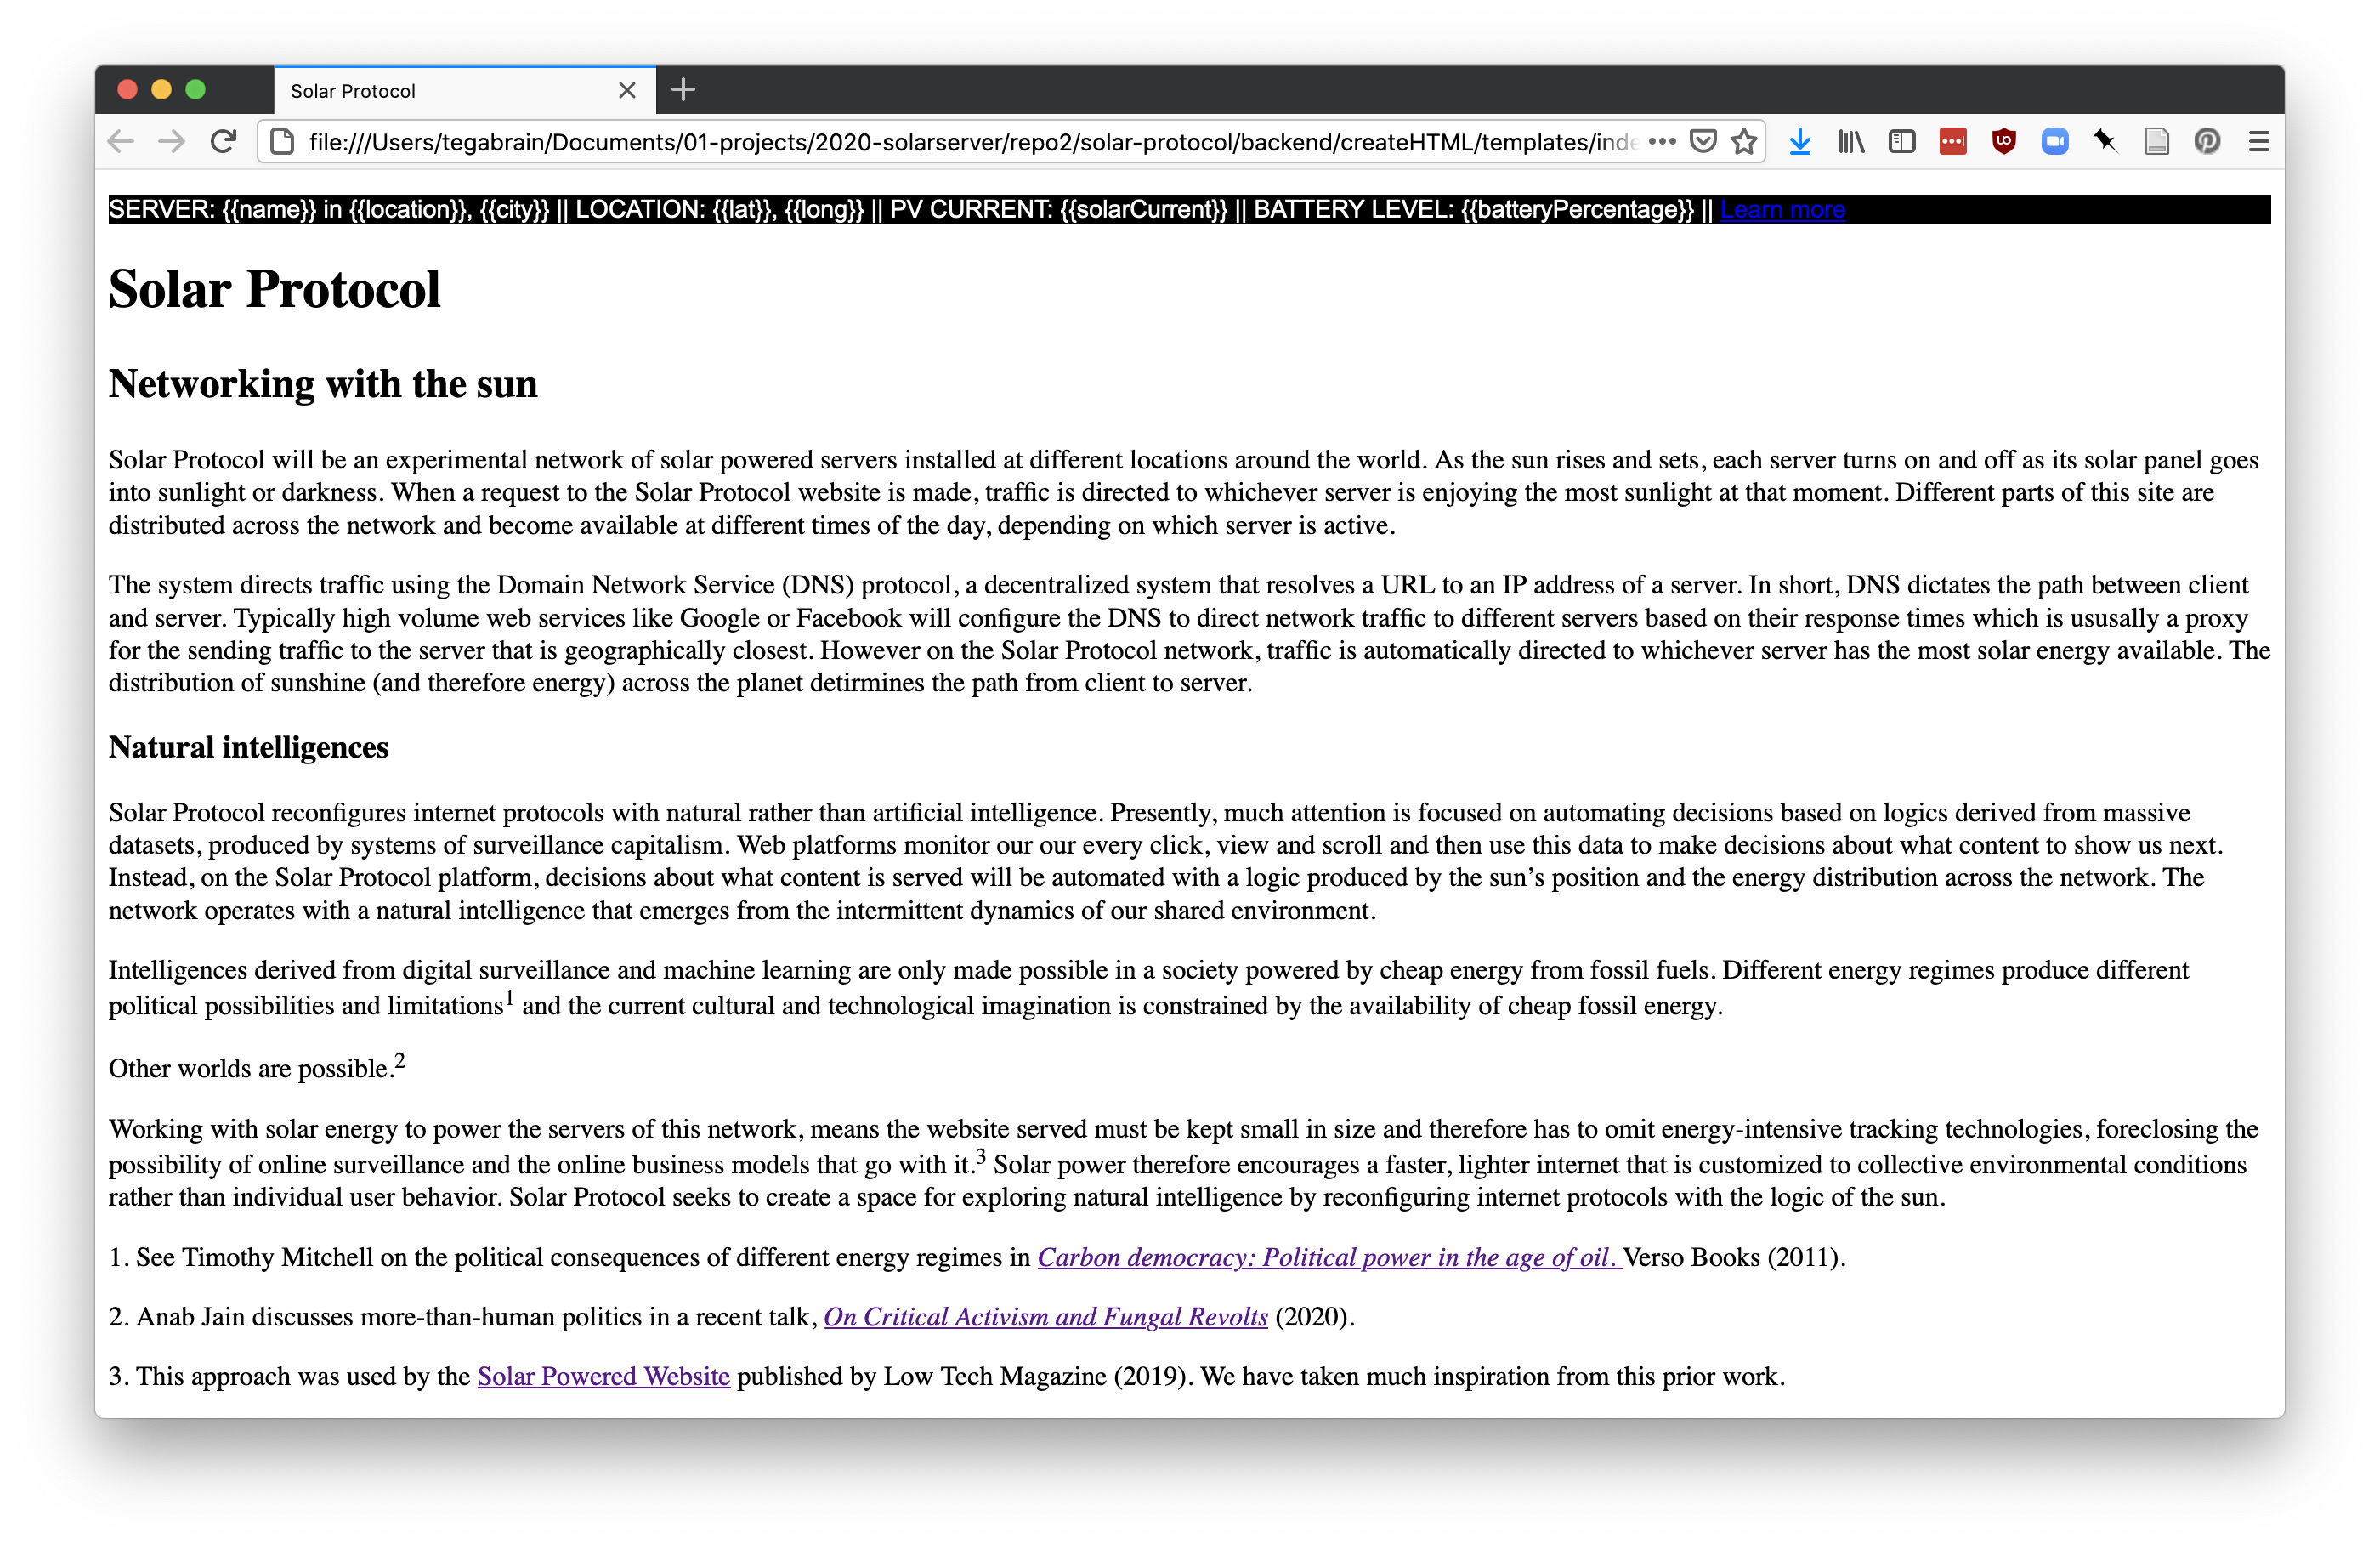 Solar Protocol
file:///Users/tegabrain/Documents/01-projects/2020-solarserver/repo2/solar-protocol/backend/createHTML/templates/inde
SERVER: {{name}} in {{location}}, {{city}} || LOCATION: {{lat}}, {{long}} || PV CURRENT: {{solarCurrent}} || BATTERY LEVEL: {{batteryPercentage}} || Learn more
Solar Protocol
Networking with the sun
Solar Protocol will be an experimental network of solar powered servers installed at different locations around the world. As the sun rises and sets, each server turns on and off as its solar panel goes
into sunlight or darkness. When a request to the Solar Protocol website is made, traffic is directed to whichever server is enjoying the most sunlight at that moment. Different parts of this site are
distributed across the network and become available at different times of the day, depending on which server is active.
The system directs traffic using the Domain Network Service (DNS) protocol, a decentralized system that resolves a URL to an IP address of a server. In short, DNS dictates the path between client
and server. Typically high volume web services like Google or Facebook will configure the DNS to direct network traffic to different servers based on their response times which is ususally a proxy
for the sending traffic to the server that is geographically closest. However on the Solar Protocol network, traffic is automatically directed to whichever server has the most solar energy available. The
distribution of sunshine (and therefore energy) across the planet detirmines the path from client to server.
Natural intelligences
Solar Protocol reconfigures internet protocols with natural rather than artificial intelligence. Presently, much attention is focused on automating decisions based on logics derived from massive
datasets, produced by systems of surveillance capitalism. Web platforms monitor our our every click, view and scroll and then use this data to make decisions about what content to show us next.
Instead, on the Solar Protocol platform, decisions about what content is served will be automated with a logic produced by the sun’s position and the energy distribution across the network. The
network operates with a natural intelligence that emerges from the intermittent dynamics of our shared environment.
Intelligences derived from digital surveillance and machine learning are only made possible in a society powered by cheap energy from fossil fuels. Different energy regimes produce different
political possibilities and limitations1 and the current cultural and technological imagination is constrained by the availability of cheap fossil energy.
Other worlds are possible.2
Working with solar energy to power the servers of this network, means the website served must be kept small in size and therefore has to omit energy-intensive tracking technologies, foreclosing the
possibility of online surveillance and the online business models that go with it.3 Solar power therefore encourages a faster, lighter internet that is customized to collective environmental conditions
rather than individual user behavior. Solar Protocol seeks to create a space for exploring natural intelligence by reconfiguring internet protocols with the logic of the sun.
1. See Timothy Mitchell on the political consequences of different energy regimes in Carbon democracy: Political power in the age of oil. Verso Books (2011).
2. Anab Jain discusses more-than-human politics in a recent talk, On Critical Activism and Fungal Revolts (2020).
3. This approach was used by the Solar Powered Website published by Low Tech Magazine (2019). We have taken much inspiration from this prior work.